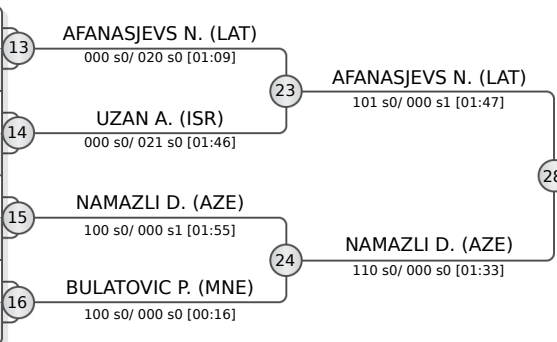 13
AFANASJEVS N. (LAT)
000 s0/ 020 s0 [01:09]
23
AFANASJEVS N. (LAT)
101 s0/ 000 s1 [01:47]
14
UZAN A. (ISR)
000 s0/ 021 s0 [01:46]
28
15
NAMAZLI D. (AZE)
100 s0/ 000 s1 [01:55]
24
NAMAZLI D. (AZE)
110 s0/ 000 s0 [01:33]
16
BULATOVIC P. (MNE)
100 s0/ 000 s0 [00:16]